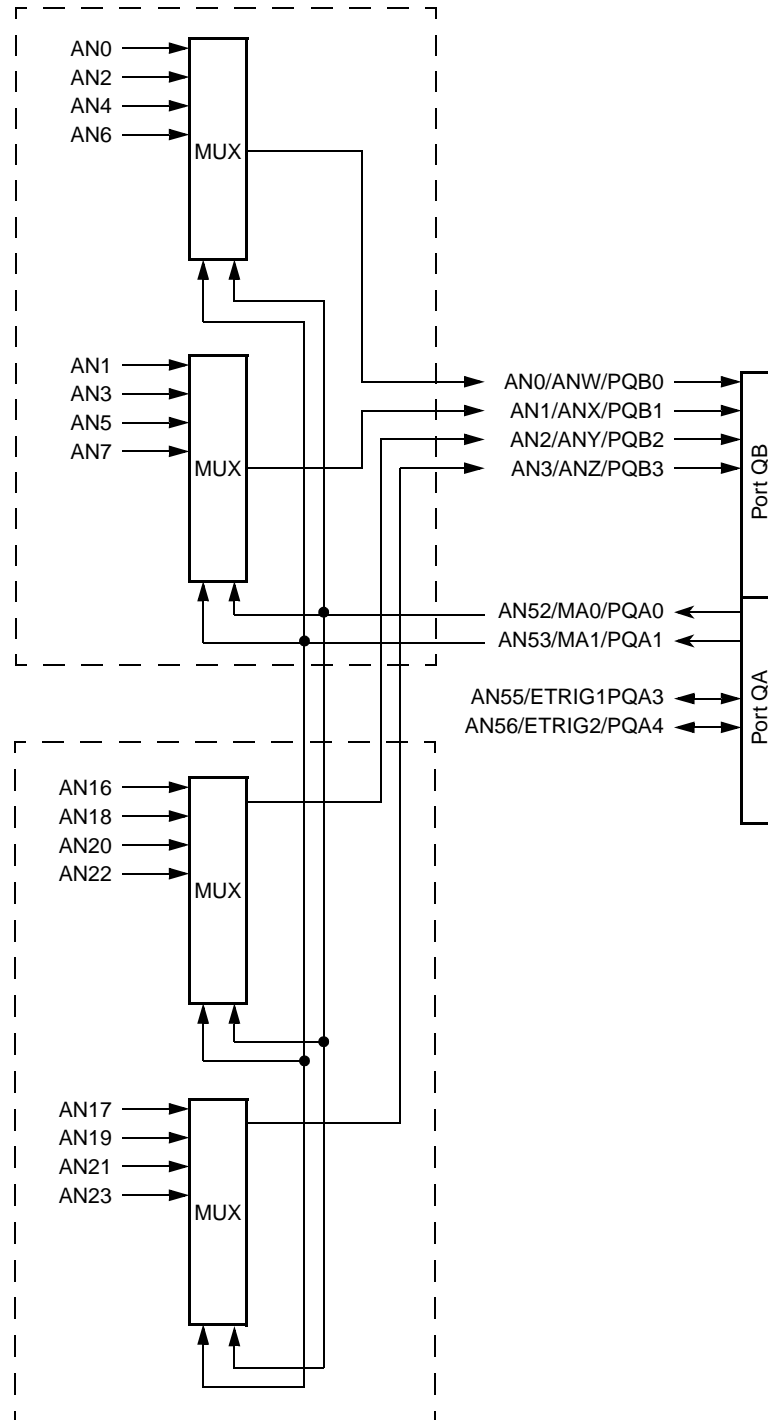 AN0
AN2
AN4
AN6
MUX
AN1
AN3
AN5
AN7
MUX
AN0/ANW/PQB0
AN1/ANX/PQB1
AN2/ANY/PQB2
AN3/ANZ/PQB3
Port QB
AN52/MA0/PQA0
AN53/MA1/PQA1
AN55/ETRIG1PQA3
AN56/ETRIG2/PQA4
Port QA
AN16
AN18
AN20
AN22
MUX
AN17
AN19
AN21
AN23
MUX